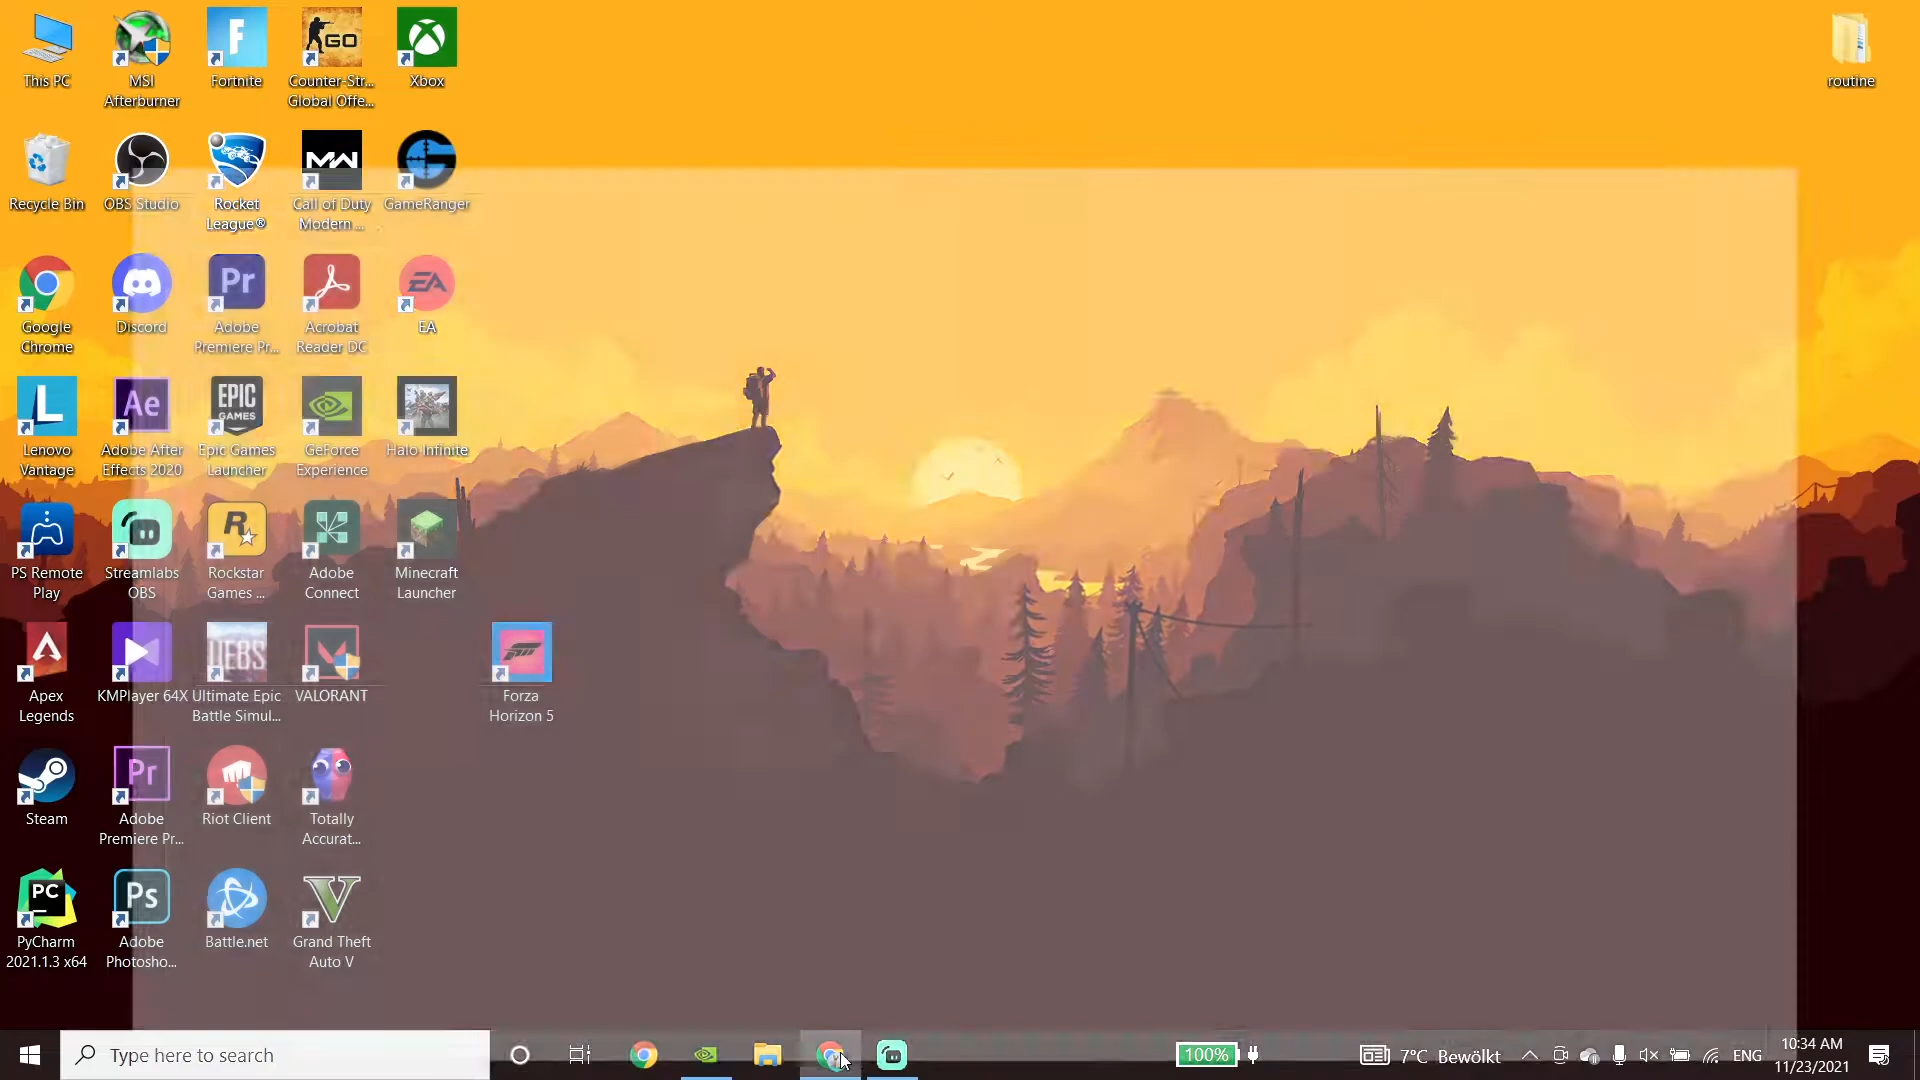 This PC
MSI
Afterburner
Fortnite
Counter-Str...
Global Offe...
Xbox
routine
Recycle Bin
OBS Studio
Rocket
League®
Call of Duty
Modern ...
GameRanger
Google
Chrome
Discord
Adobe
Premiere Pr...
Acrobat
Reader DC
EA
Lenovo
Vantage
Adobe After
Effects 2020
Epic Games
Launcher
GeForce
Experience
Halo Infinite
PS Remote
Play
Streamlabs
OBS
Rockstar
Games ...
Adobe
Connect
Minecraft
Launcher
Apex
Legends
KMPlayer 64X
Ultimate Epic
Battle Simul...
VALORANT
Forza
Horizon 5
Steam
Adobe
Premiere Pr...
Riot Client
Totally
Accurat...
PyCharm
2021.1.3 x64
Adobe
Photosho...
Battle.net
Grand Theft
Auto V
F
GO
MW
Pr
EA
L
Ae
EPIC
GAMES
R
UEBS
Pr
PC
Ps
V
Type here to search
100%
7°C Bewölkt
ENG
10:34 AM
11/23/2021